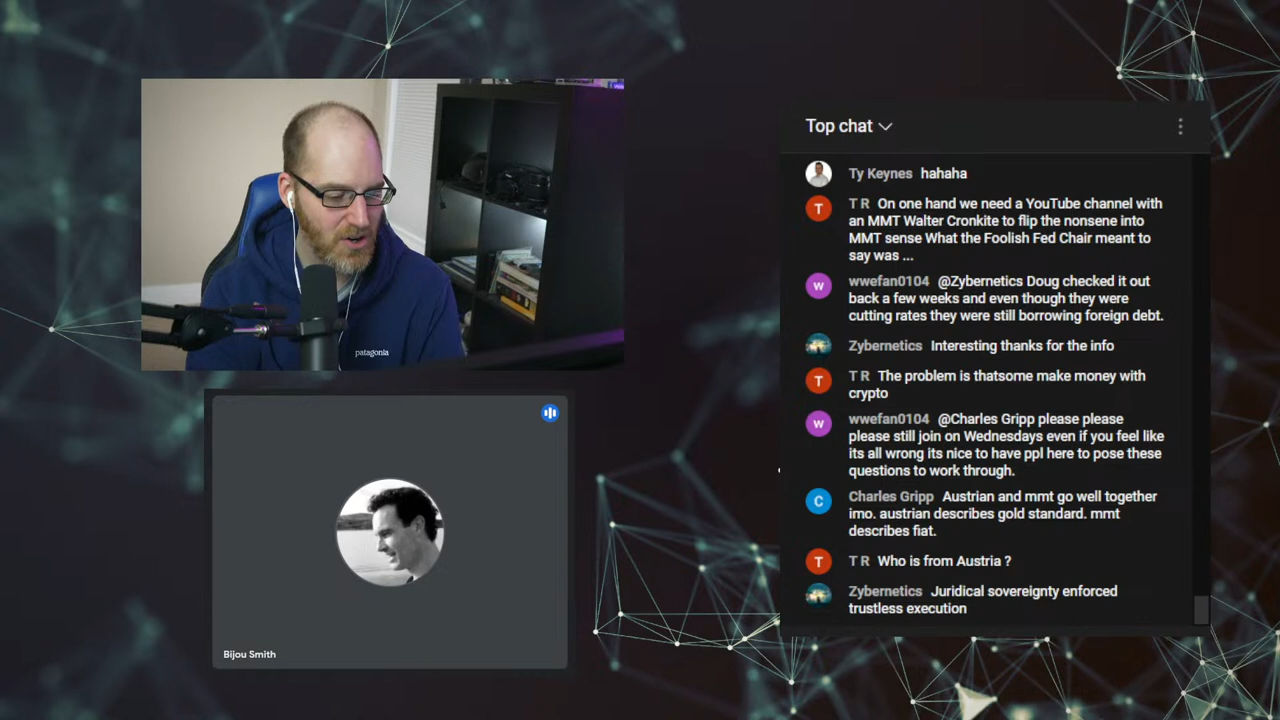 patagonia
Bijou Smith
Top chat
Ty Keynes hahaha
T R On one hand we need a YouTube channel with
an MMT Walter Cronkite to flip the nonsene into
MMT sense What the Foolish Fed Chair meant to
say was ...
wwefan0104 @Zybernetics Doug checked it out
back a few weeks and even though they were
cutting rates they were still borrowing foreign debt.
Zybernetics Interesting thanks for the info
T R The problem is thatsome make money with
crypto
wwefan0104 @Charles Gripp please please
please still join on Wednesdays even if you feel like
its all wrong its nice to have ppl here to pose these
questions to work through.
Charles Gripp Austrian and mmt go well together
imo. austrian describes gold standard. mmt
describes fiat.
T R Who is from Austria ?
Zybernetics Juridical sovereignty enforced
trustless execution
T
W
T
W
C
T